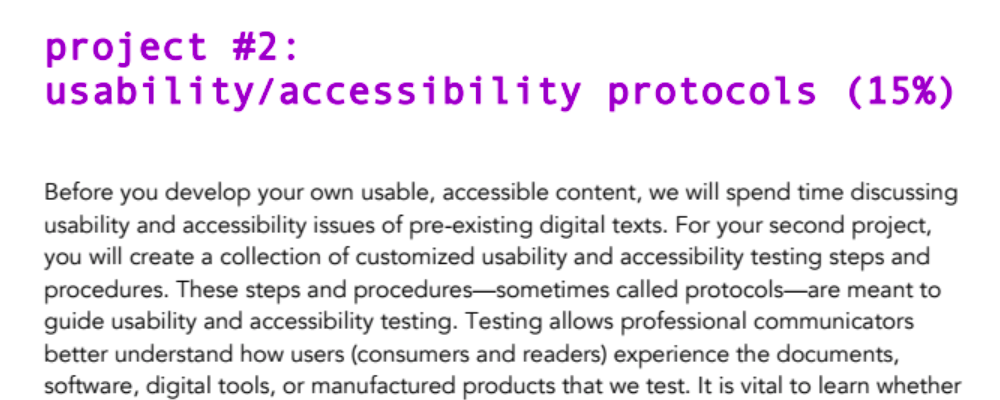 project #2:
usability/accessibility protocols (15%)
Before you develop your own usable, accessible content, we will spend time discussing
usability and accessibility issues of pre-existing digital texts. For your second project,
you will create a collection of customized usability and accessibility testing steps and
procedures. These steps and procedures—sometimes called protocols—are meant to
guide usability and accessibility testing. Testing allows professional communicators
better understand how users (consumers and readers) experience the documents,
software, digital tools, or manufactured products that we test. It is vital to learn whether